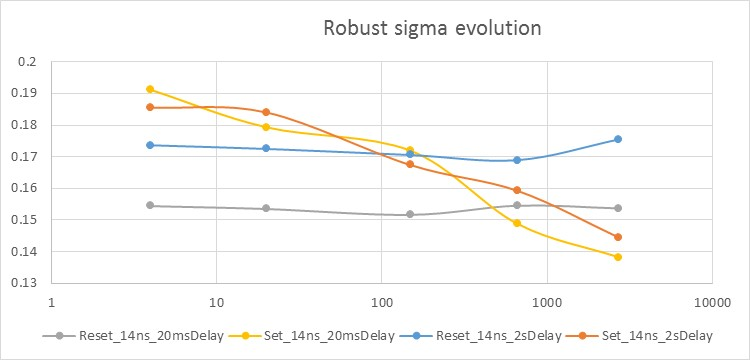 Robust sigma evolution
0.2
0.19
0.18
0.17
0.16
0.15
0.14
0.13
1 10 100 1000 10000
Reset_14ns_20msDelay Set_14ns_20msDelay Reset_14ns_2sDelay Set_14ns_2sDelay